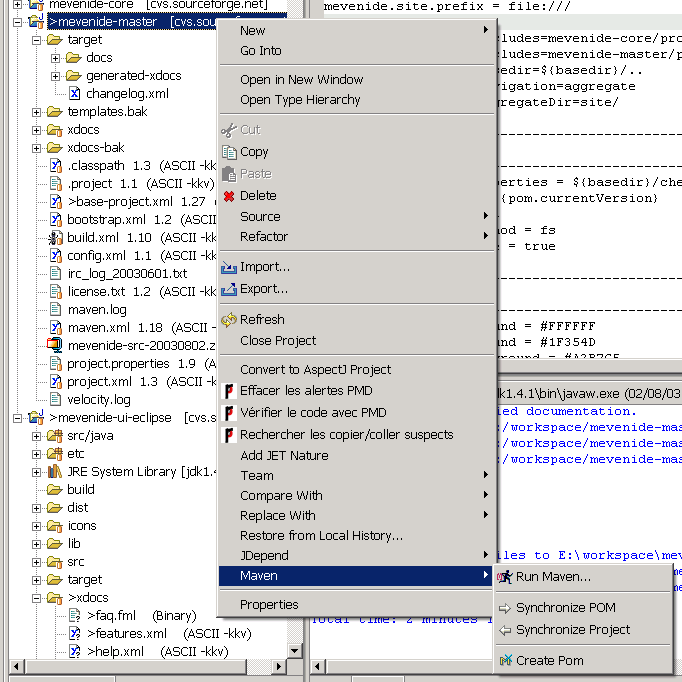 mevenide-core [cvs.sourceforge.net]
>mevenide-master [cvs.sourc
target
docs
generated-xdocs
changelog.xml
templates.bak
xdocs
xdocs-bak
.classpath 1.3 (ASCII -kkv)
.project 1.1 (ASCII -kkv)
>base-project.xml 1.27
bootstrap.xml 1.2 (ASCII
build.xml 1.10 (ASCII -kk
config.xml 1.1 (ASCII -kk
irc_log_20030601.txt
license.txt 1.2 (ASCII -k
maven.log
maven.xml 1.18 (ASCII -
mevenide-src-20030802.z
project.properties 1.9 (A
project.xml 1.3 (ASCII -k
velocity.log
>mevenide-ui-eclipse [cvs.s
src/java
etc
JRE System Library [jdk1.4
build
dist
icons
lib
src
target
>xdocs
>faq.fml (Binary)
>features.xml (ASCII -kkv)
>help.xml (ASCII -kkv)
New
Go Into
Open in New Window
Open Type Hierarchy
Cut
Copy
Paste
Delete
Source
Refactor
Import...
Export...
Refresh
Close Project
Convert to AspectJ Project
Effacer les alertes PMD
Vérifier le code avec PMD
Rechercher les copier/coller suspects
Add JET Nature
Team
Compare With
Replace With
Restore from Local History...
JDepend
Maven
Properties
Run Maven...
Synchronize POM
Synchronize Project
Create Pom
mevenide.site.prefix = file:///
cludes=mevenide-core/pro
cludes=mevenide-master/p
sedir=${basedir}/..
vigation=aggregate
gregateDir=site/
perties = ${basedir}/che
{pom.currentVersion}
od = fs
e = true
und = #FFFFFF
und = #1F354D
dk1.4.1\bin\javaw.exe (02/08/03
ied documentation.
:/workspace/mevenide-mas
:/workspace/mevenide-mas
:/workspace/mevenide-mas
iles to E:\workspace\mev
Total time: 2 minutes